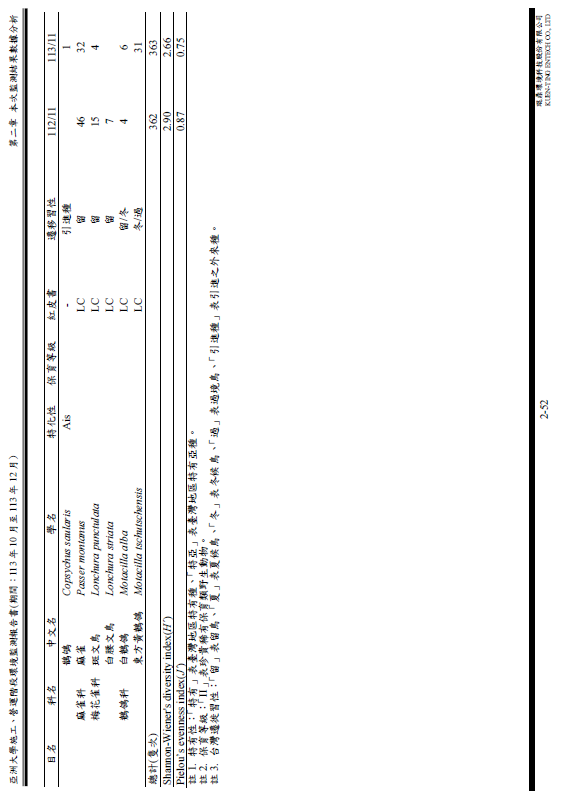 亞洲大學施工、營運階段環境監測報告書(期間：113 年 10 月至 113 年 12 月) 第二章 本次監測結果數據分析
目名 科名 中文名 學名 特化性 保育等級 紅皮書 遷移習性 112/11 113/11
鵲鴝 Copsychus saularis Ais - 引進種 1
麻雀科 麻雀 Passer montanus LC 留 46 32
梅花雀科 斑文鳥 Lonchura punctulata LC 留 15 4
白腰文鳥 Lonchura striata LC 留 7
鶺鴒科 白鶺鴒 Motacilla alba LC 留/冬 4 6
東方黃鶺鴒 Motacilla tschutschensis LC 冬/過 31
總計(隻次) 362 363
Shannon-Wiener's diversity index(H') 2.90 2.66
Pielou's evenness index(J') 0.87 0.75
註 1. 特有性：「特有」表臺灣地區特有種、「特亞」表臺灣地區特有亞種。
註 2. 保育等級：「II」表珍貴稀有保育類野生動物。
註 3. 台灣遷徙習性：「留」表留鳥、「夏」表夏候鳥、「冬」表冬候鳥、「過」表過境鳥、「引進種」表引進之外來種。
2-52
環境科技股份有限公司
KUEN-TING ENTECH CO., LTD